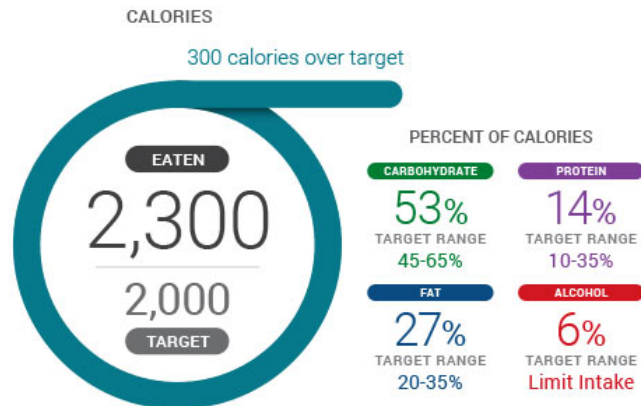 CALORIES
300 calories over target
EATEN
2,300
2,000
TARGET
PERCENT OF CALORIES
CARBOHYDRATE
53%
TARGET RANGE
45-65%
PROTEIN
14%
TARGET RANGE
10-35%
FAT
27%
TARGET RANGE
20-35%
ALCOHOL
6%
TARGET RANGE
Limit Intake